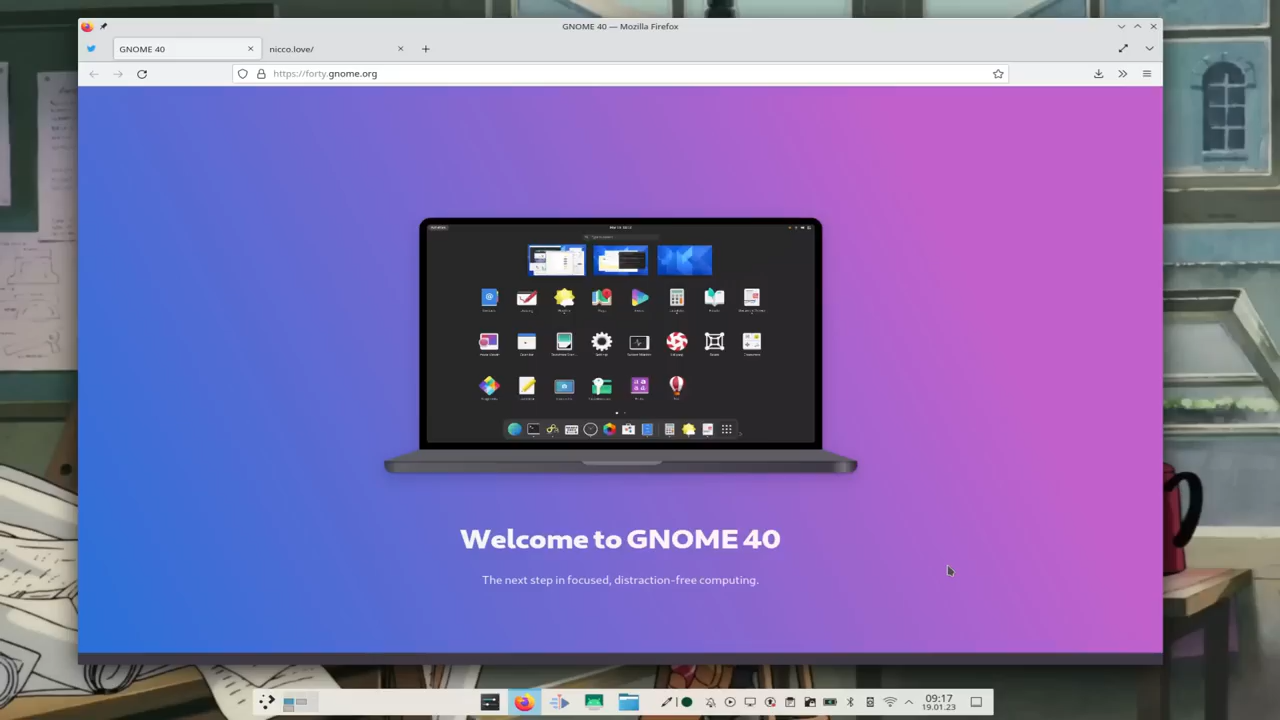 GNOME 40 — Mozilla Firefox
GNOME 40
nicco.love/
https://forty.gnome.org
Welcome to GNOME 40
The next step in focused, distraction-free computing.
09:17
19.01.23